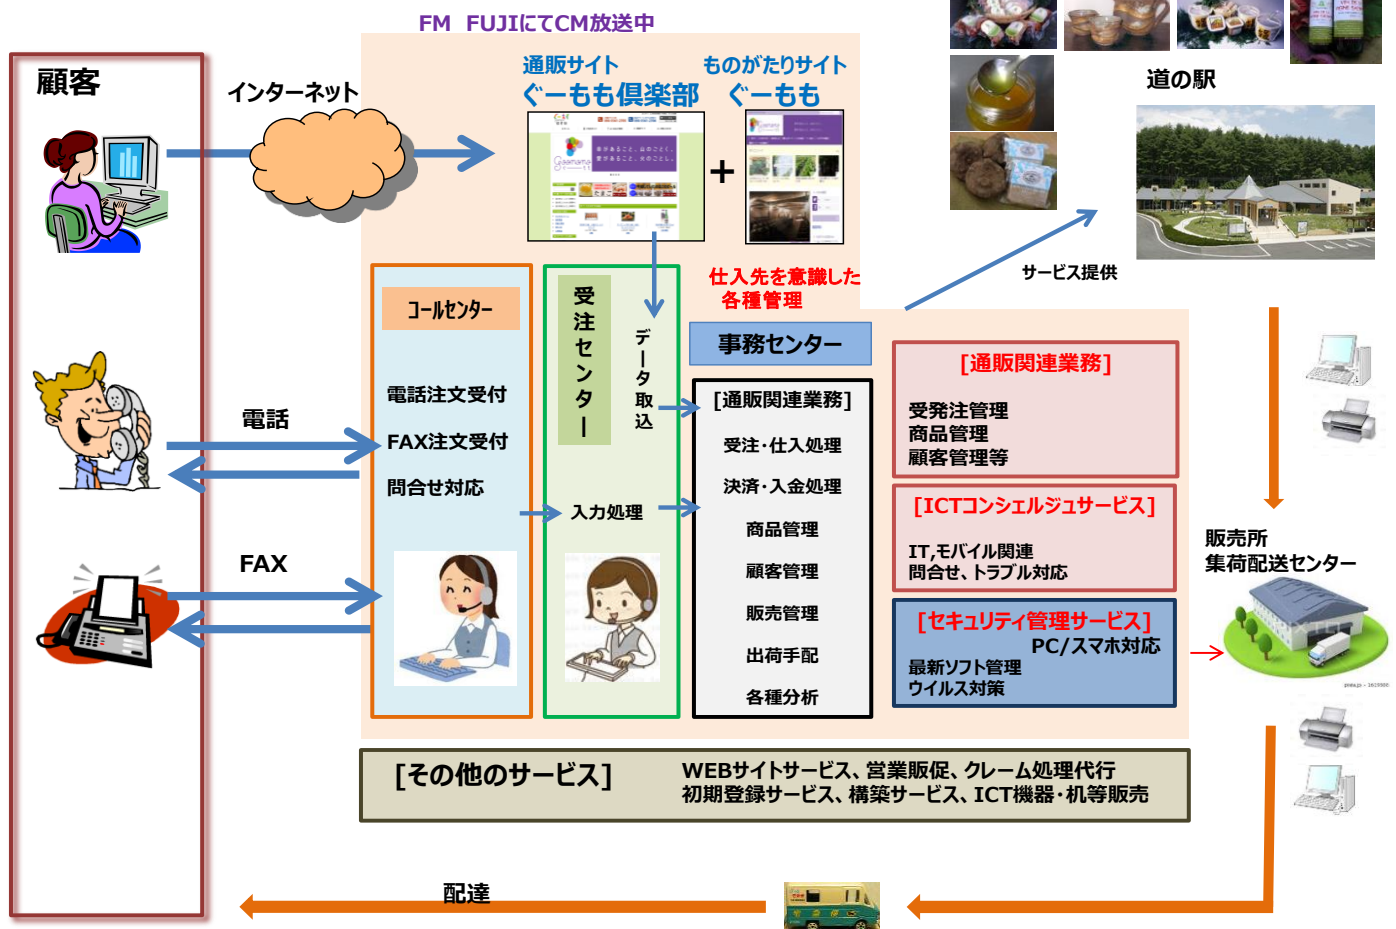 FM FUJIにてCM放送中
顧客
インターネット
通販サイト
ぐーもも倶楽部
ものがたりサイト
ぐーもも
+
道の駅
サービス提供
仕入先を意識した
各種管理
コールセンター
電話注文受付
FAX注文受付
問合せ対応
受注センター
データ取込
入力処理
事務センター
[通販関連業務]
受注・仕入処理
決済・入金処理
商品管理
顧客管理
販売管理
出荷手配
各種分析
[通販関連業務]
受発注管理
商品管理
顧客管理等
[ICTコンシェルジュサービス]
IT,モバイル関連
問合せ、トラブル対応
[セキュリティ管理サービス]
PC/スマホ対応
最新ソフト管理
ウイルス対策
電話
FAX
販売所
集荷配送センター
[その他のサービス]
WEBサイトサービス、営業販促、クレーム処理代行
初期登録サービス、構築サービス、ICT機器・机等販売
配達